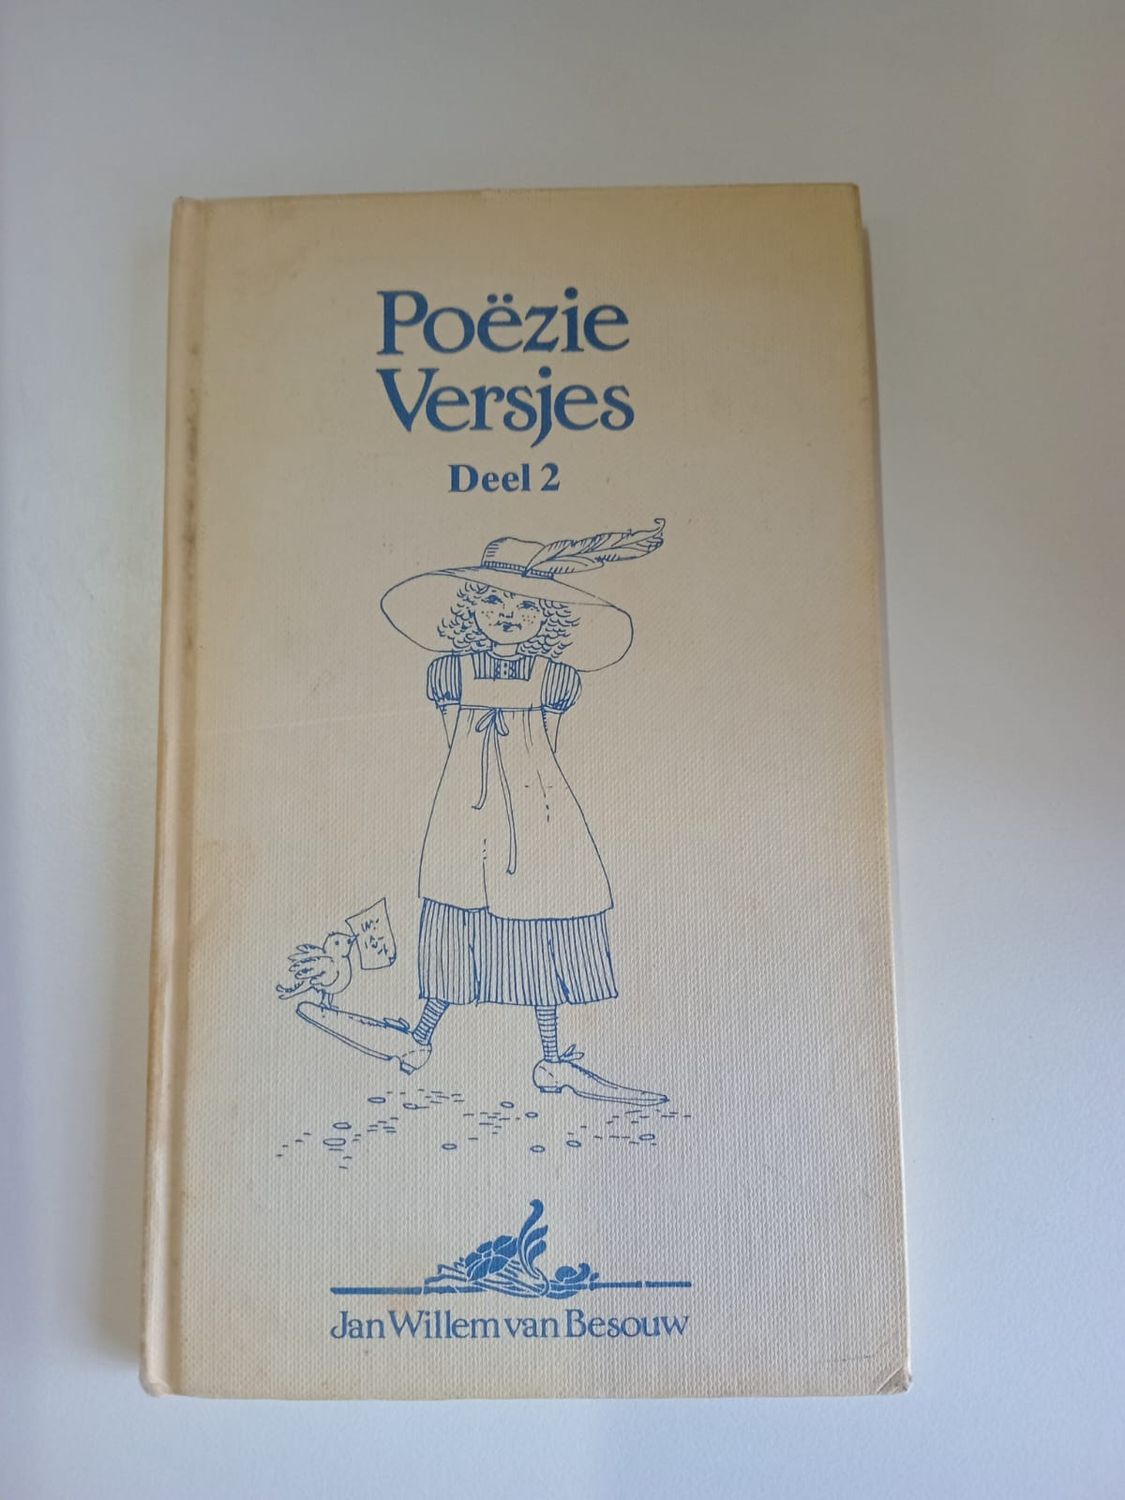 Poëzie
Versjes
Deel 2
Jan Willem van Besouw